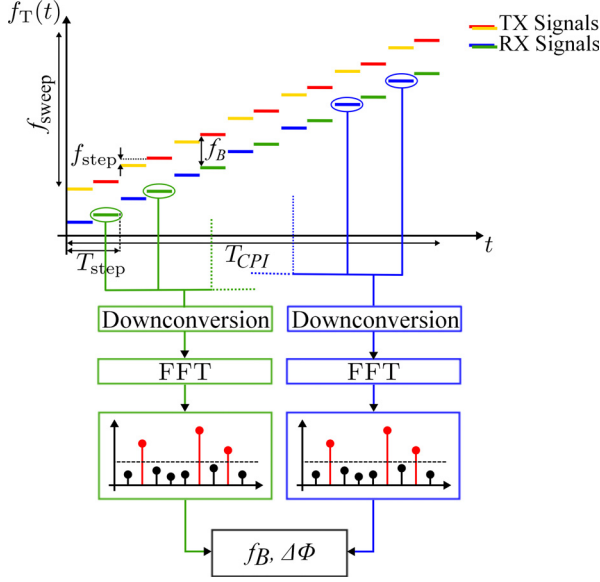 f_T(t)
TX Signals
RX Signals
f_sweep
f_step
f_B
t
T_step
T_CPI
Downconversion
Downconversion
FFT
FFT
f_B, ΔΦ